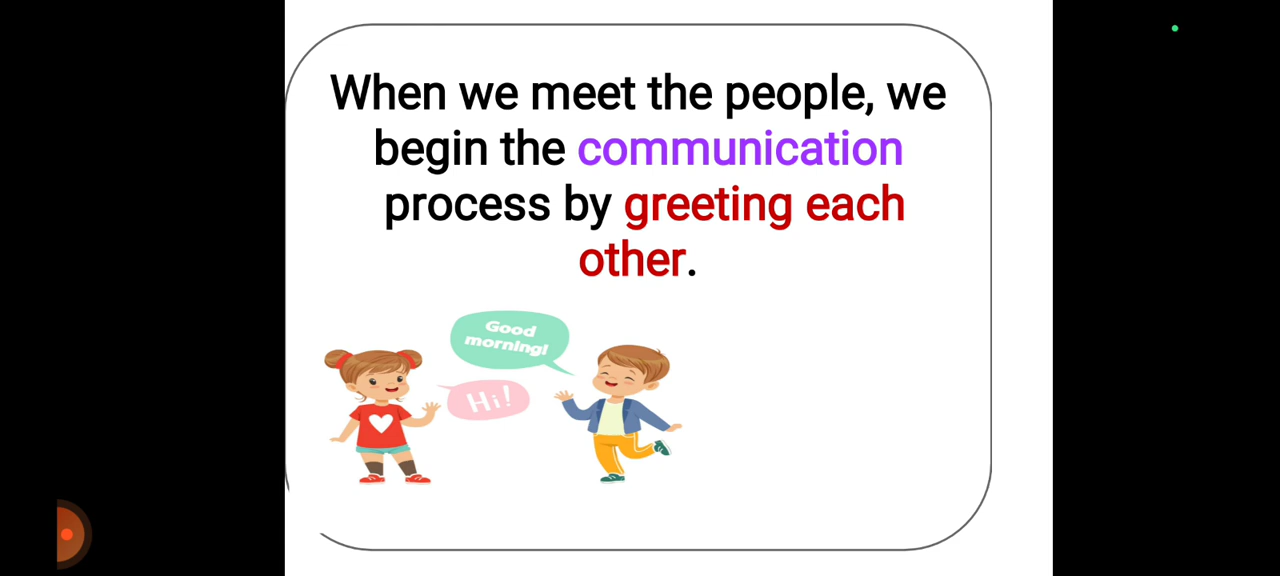 When we meet the people, we
begin the communication
process by greeting each
other.
Good
morning!
Hi!